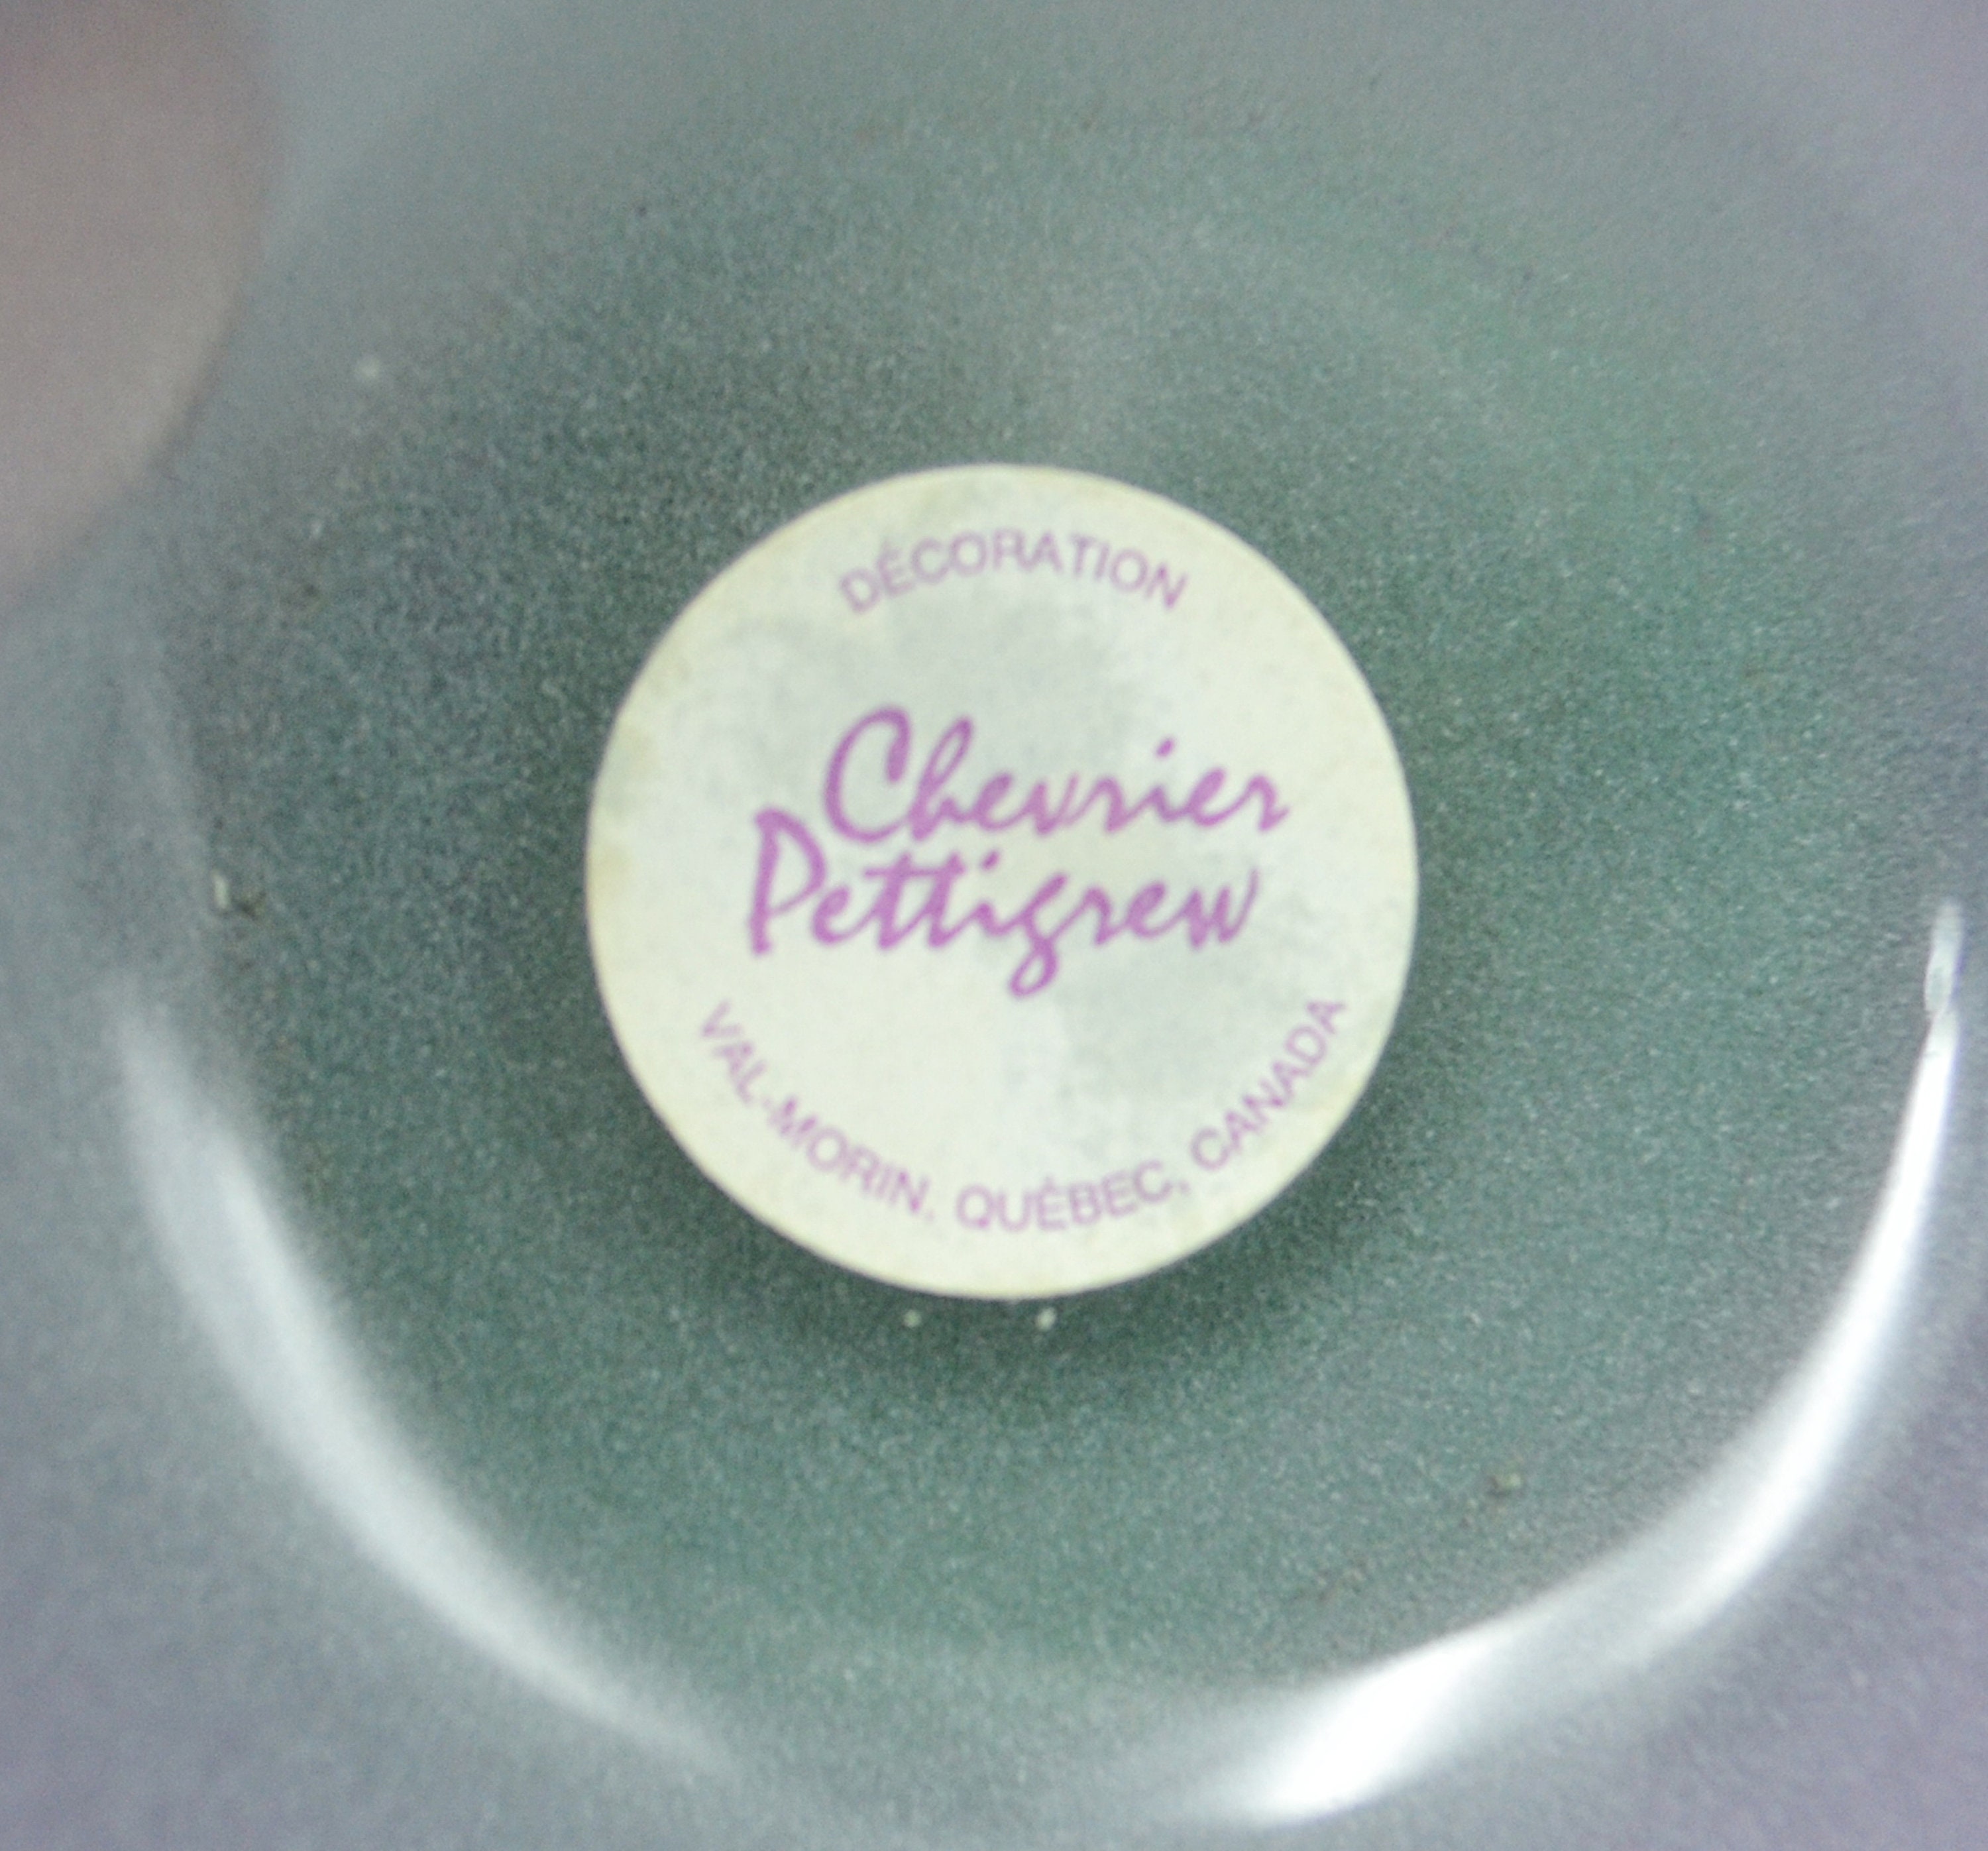 DÉCORATION
Chevrier
Pettigrew
VAL-MORIN, QUÉBEC, CANADA